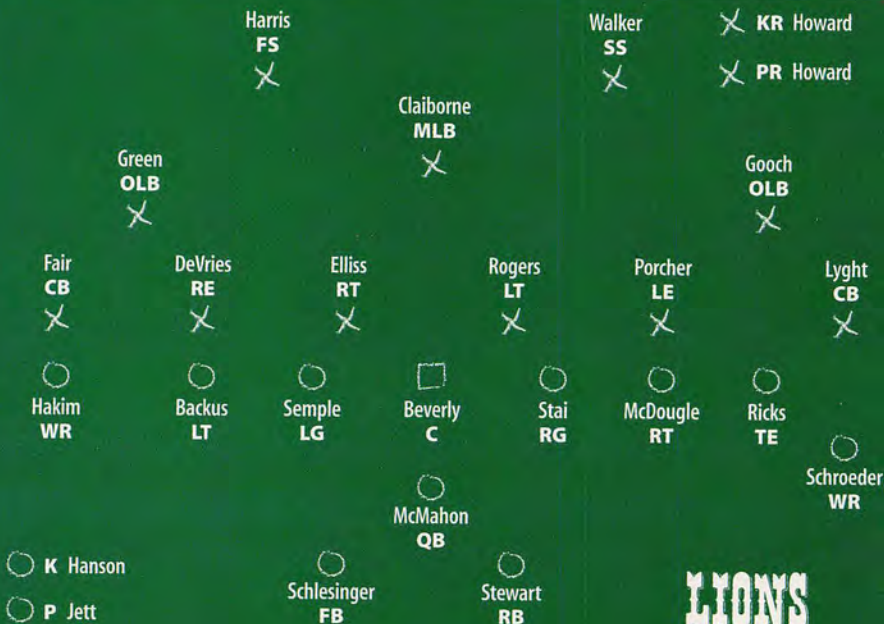 Harris
FS
Walker
SS
KR Howard
PR Howard
Claiborne
MLB
Green
OLB
Gooch
OLB
Fair
CB
DeVries
RE
Elliss
RT
Rogers
LT
Porcher
LE
Lyght
CB
Hakim
WR
Backus
LT
Semple
LG
Beverly
C
Stai
RG
McDougle
RT
Ricks
TE
Schroeder
WR
McMahon
QB
K Hanson
P Jett
Schlesinger
FB
Stewart
RB
LIONS